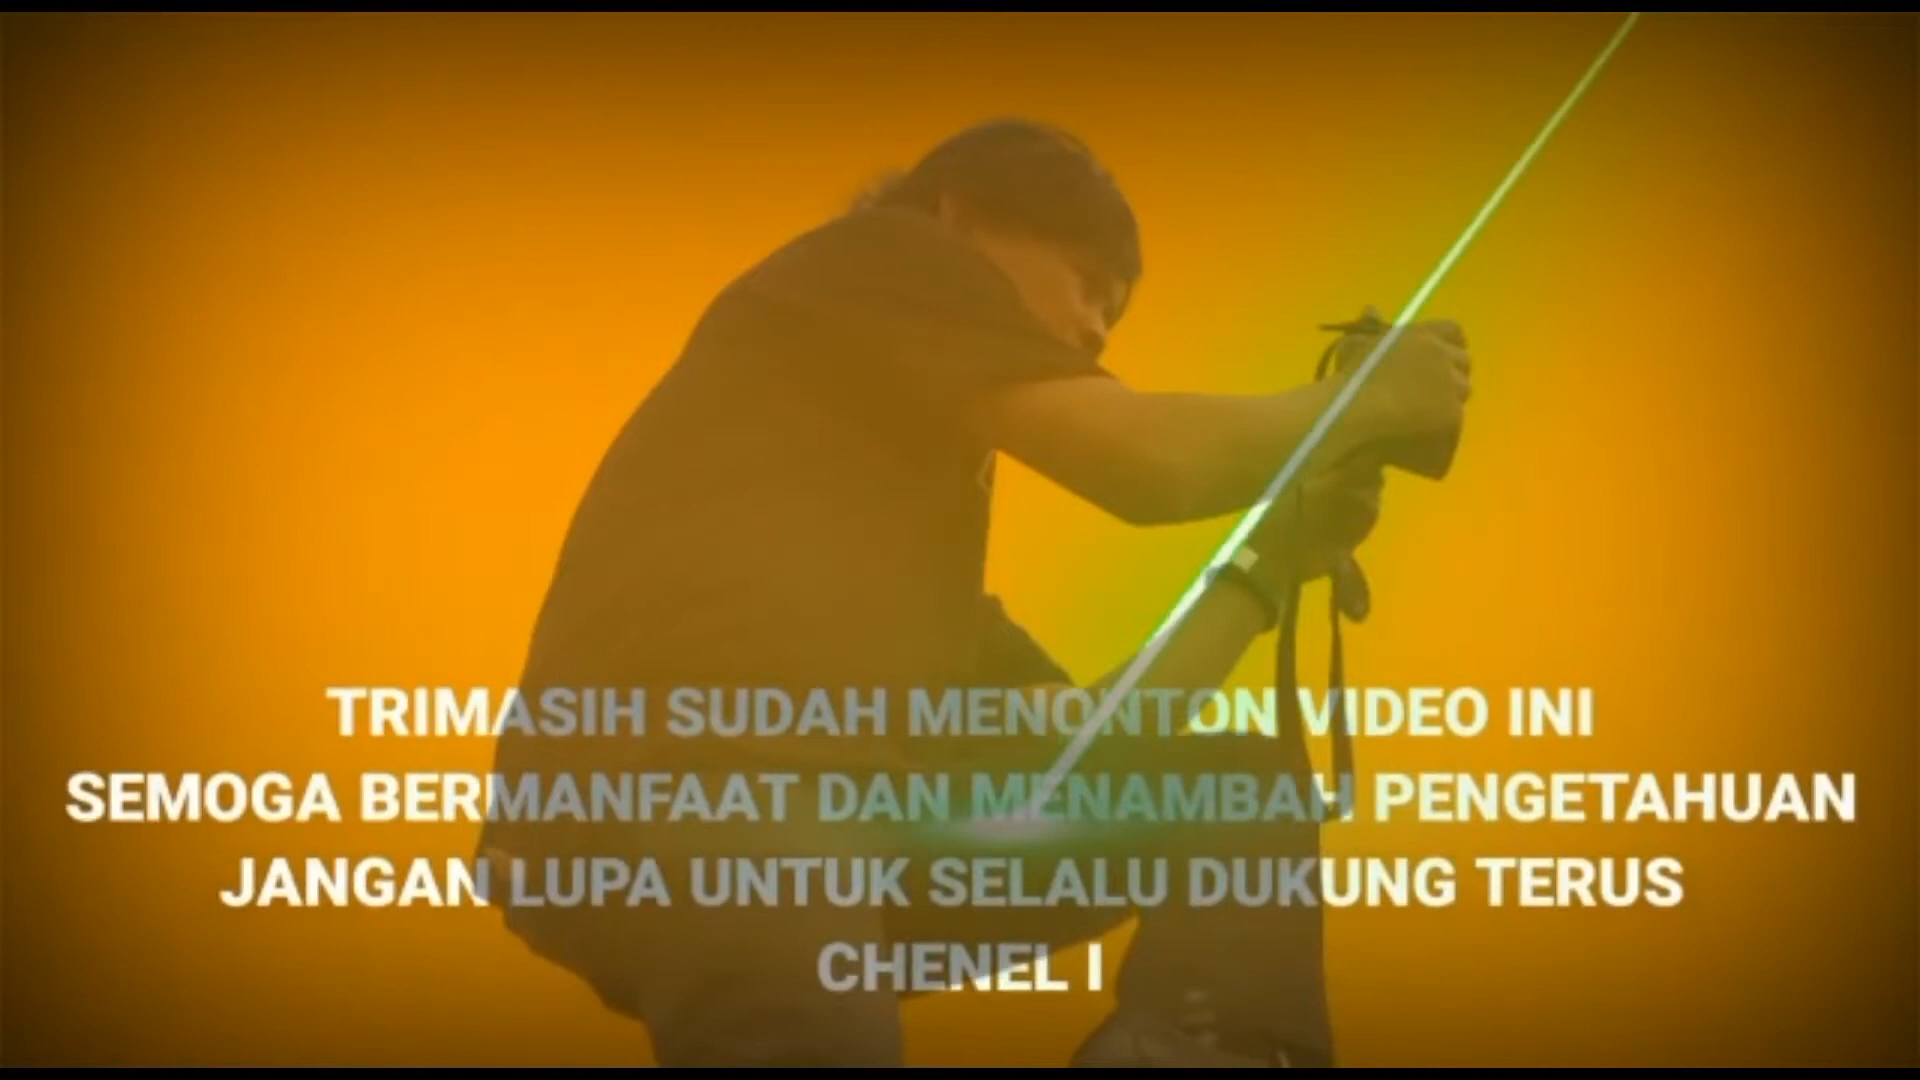 TRIMASIH SUDAH MENONTON VIDEO INI
SEMOGA BERMANFAAT DAN MENAMBAH PENGETAHUAN
JANGAN LUPA UNTUK SELALU DUKUNG TERUS
CHENEL I